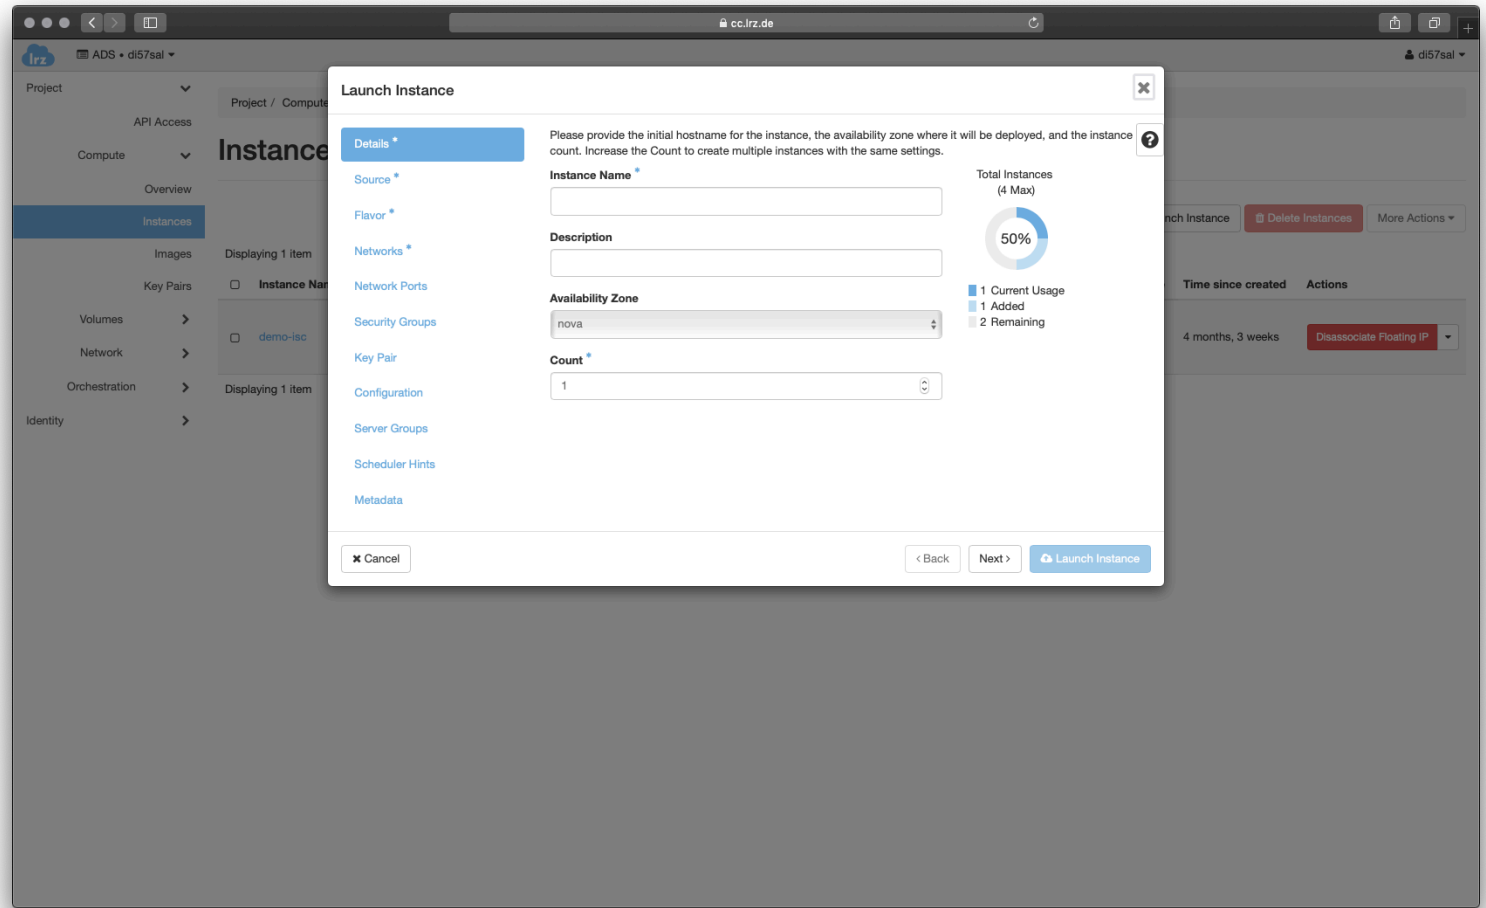 cc.lrz.de
lrz
ADS • di57sal
di57sal
Project
API Access
Compute
Overview
Instances
Images
Key Pairs
Volumes
Network
Orchestration
Identity
Project / Compute
Instance
nch Instance
Delete Instances
More Actions
Displaying 1 item
Instance Nan
Time since created
Actions
demo-isc
4 months, 3 weeks
Disassociate Floating IP
Displaying 1 item
Launch Instance
Details *
Source *
Flavor *
Networks *
Network Ports
Security Groups
Key Pair
Configuration
Server Groups
Scheduler Hints
Metadata
Please provide the initial hostname for the instance, the availability zone where it will be deployed, and the instance
count. Increase the Count to create multiple instances with the same settings.
Instance Name *
Description
Availability Zone
nova
Count *
1
Total Instances
(4 Max)
50%
1 Current Usage
1 Added
2 Remaining
Cancel
< Back
Next >
Launch Instance